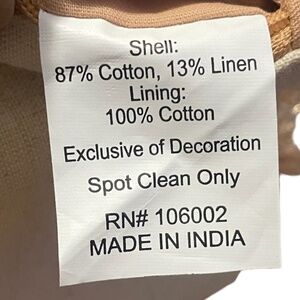 Shell:
87% Cotton, 13% Linen
Lining:
100% Cotton
Exclusive of Decoration
Spot Clean Only
RN# 106002
MADE IN INDIA